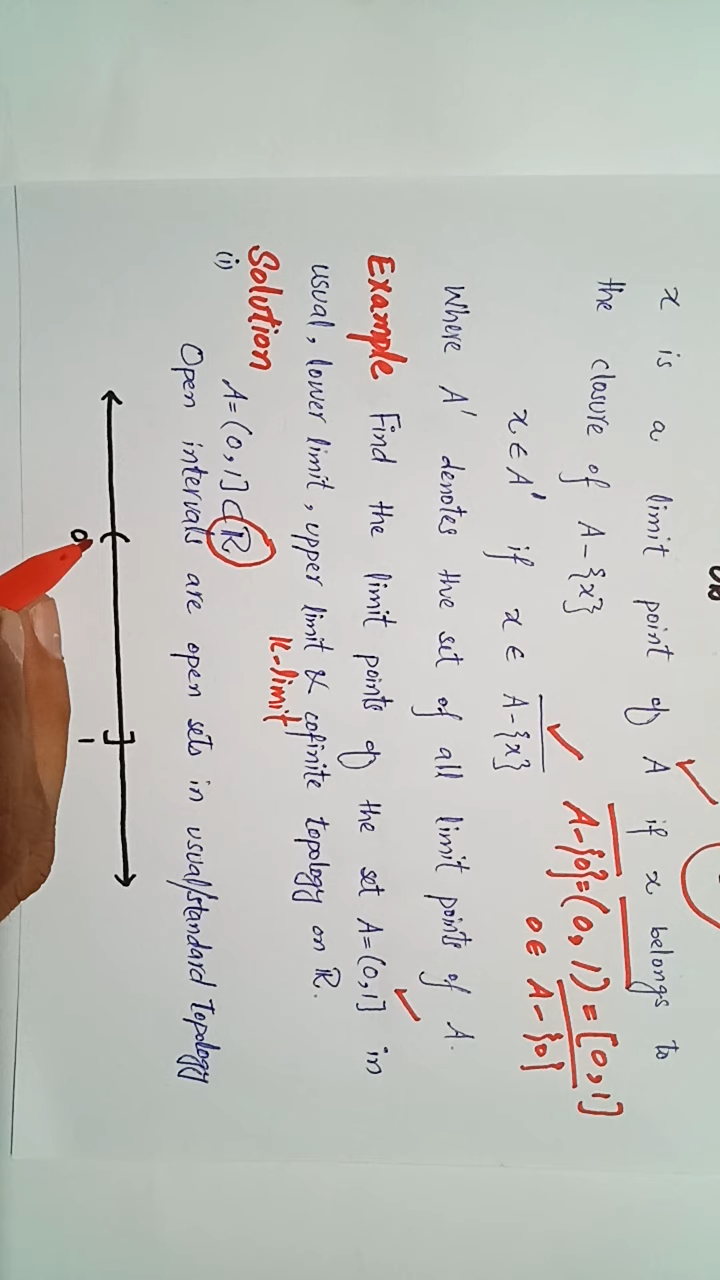 x is a limit point of A if x belongs to
the closure of A-{x}
A-{0}=(0,1)=[0,1]
x ∈ A' if x ∈ A-{x}
0 ∈ A-{0}
Where A' denotes the set of all limit points of A.
Example Find the limit points of the set A=(0,1] in
usual, lower limit, upper limit & cofinite topology on ℝ.
K-limit
Solution
(i) A=(0,1] ⊂ ℝ
Open intervals are open sets in usual/standard topology
0 1